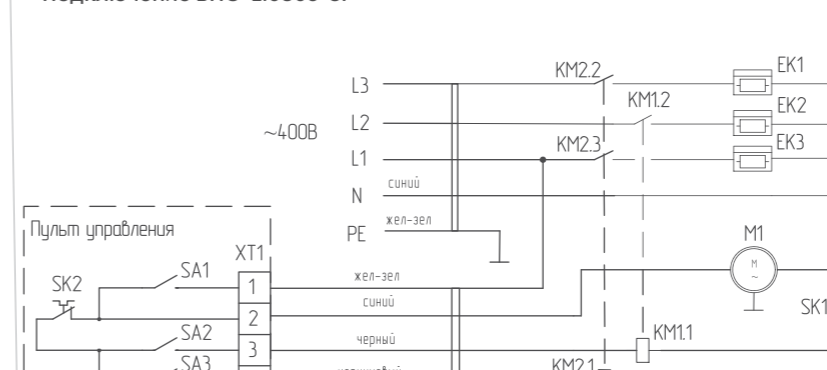 KM2.2
EK1
L3
KM1.2
EK2
~400В
L2
KM2.3
EK3
L1
синий
N
жел-зел
PE
Пульт управления
M1
XT1
M
~
SK2
SA1
1
жел-зел
2
синий
SK1
SA2
3
черный
KM1.1
SA3
KM2.1